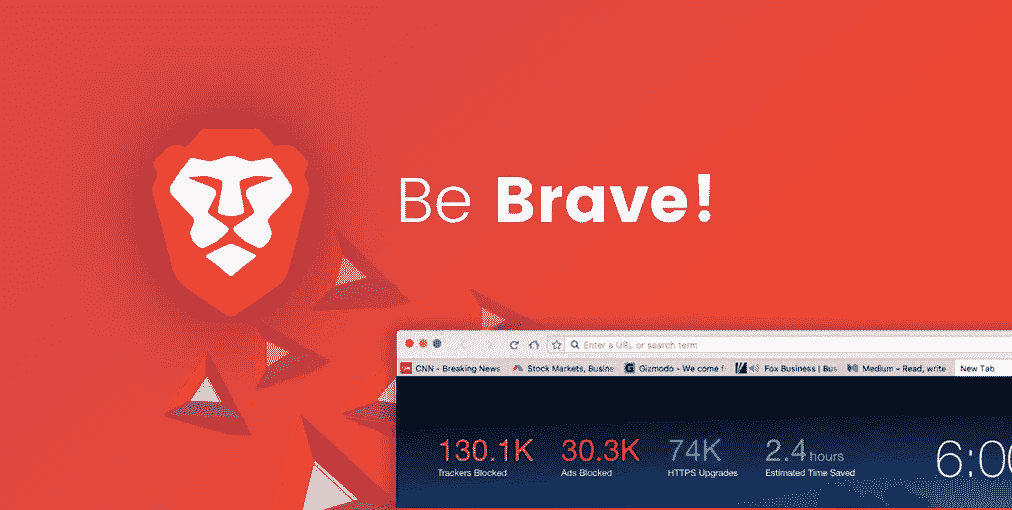 Be Brave!
Enter a URL or search term
CNN - Breaking News Stock Markets, Busine Gizmodo - We come f Fox Business | Bus Medium - Read, write New Tab
130.1K 30.3K 74K 2.4 hours 6:00
Trackers Blocked Ads Blocked HTTPS Upgrades Estimated Time Saved